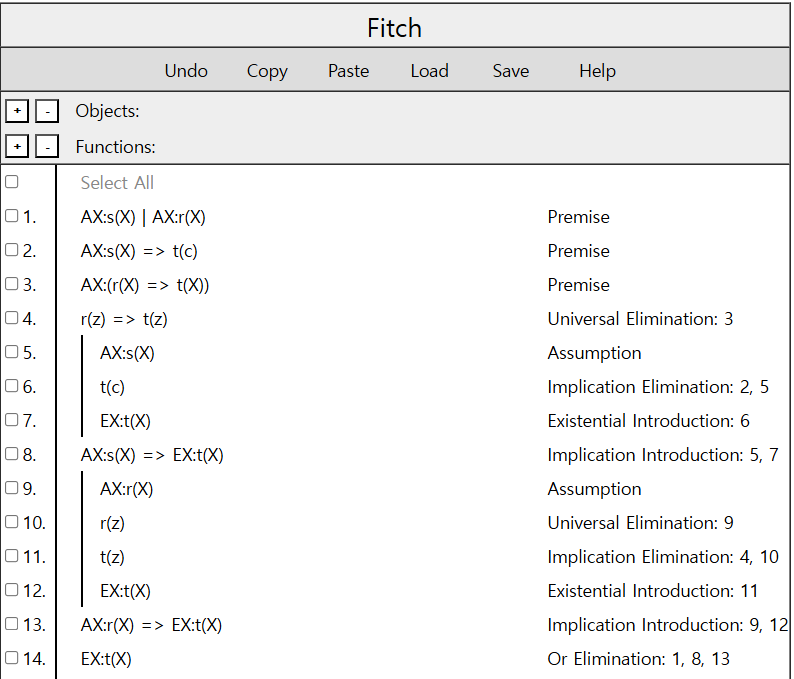 Fitch
Undo Copy Paste Load Save Help
+ - Objects:
+ - Functions:
Select All
1. AX:s(X) | AX:r(X) Premise
2. AX:s(X) => t(c) Premise
3. AX:(r(X) => t(X)) Premise
4. r(z) => t(z) Universal Elimination: 3
5. AX:s(X) Assumption
6. t(c) Implication Elimination: 2, 5
7. EX:t(X) Existential Introduction: 6
8. AX:s(X) => EX:t(X) Implication Introduction: 5, 7
9. AX:r(X) Assumption
10. r(z) Universal Elimination: 9
11. t(z) Implication Elimination: 4, 10
12. EX:t(X) Existential Introduction: 11
13. AX:r(X) => EX:t(X) Implication Introduction: 9, 12
14. EX:t(X) Or Elimination: 1, 8, 13